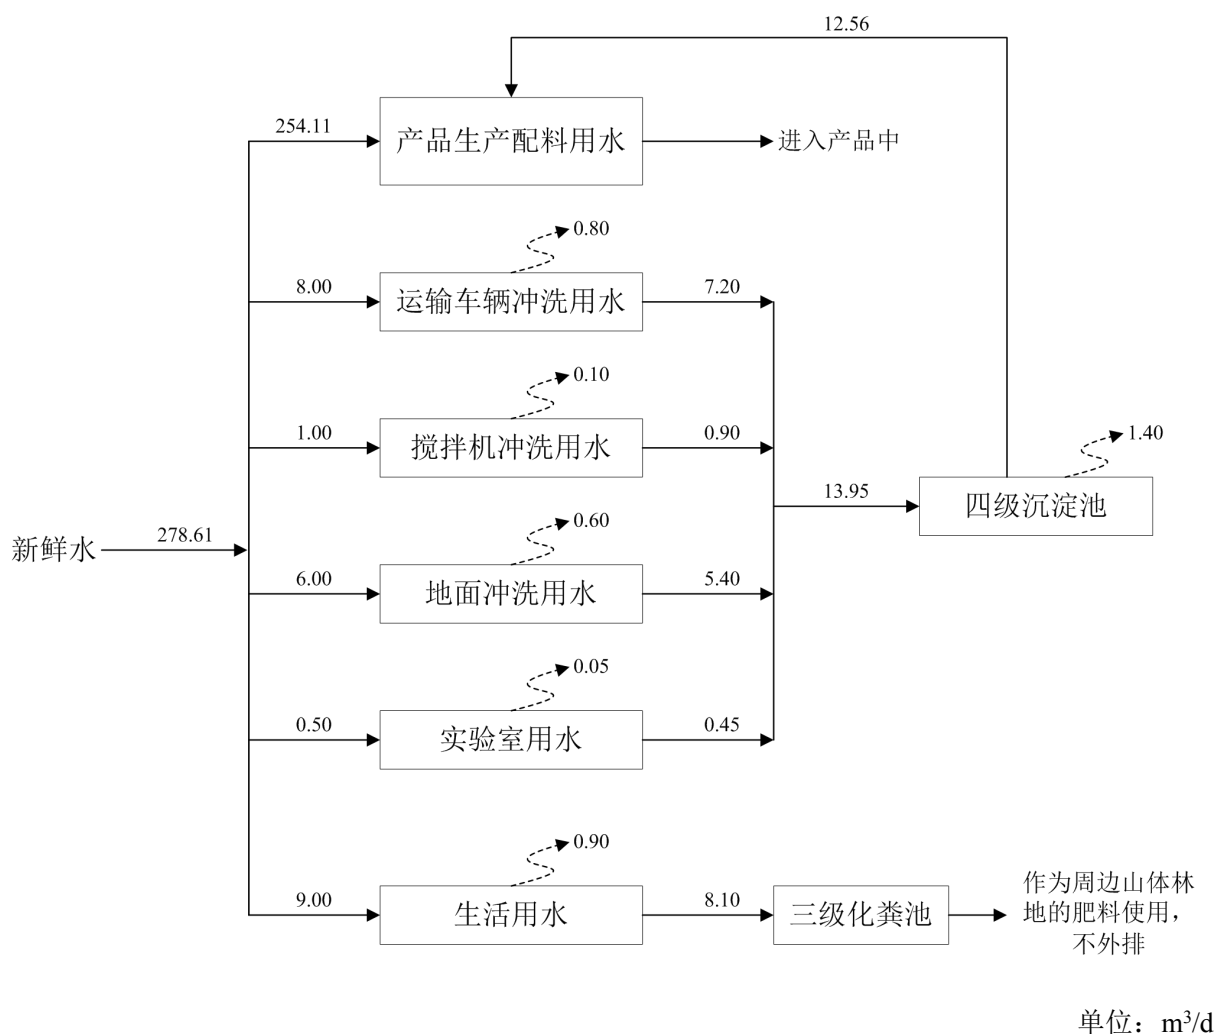 12.56
254.11
产品生产配料用水
进入产品中
0.80
8.00
运输车辆冲洗用水
7.20
0.10
1.00
搅拌机冲洗用水
0.90
1.40
13.95
四级沉淀池
新鲜水
278.61
0.60
6.00
地面冲洗用水
5.40
0.05
0.50
实验室用水
0.45
0.90
9.00
生活用水
8.10
三级化粪池
作为周边山体林
地的肥料使用，
不外排
单位：m³/d